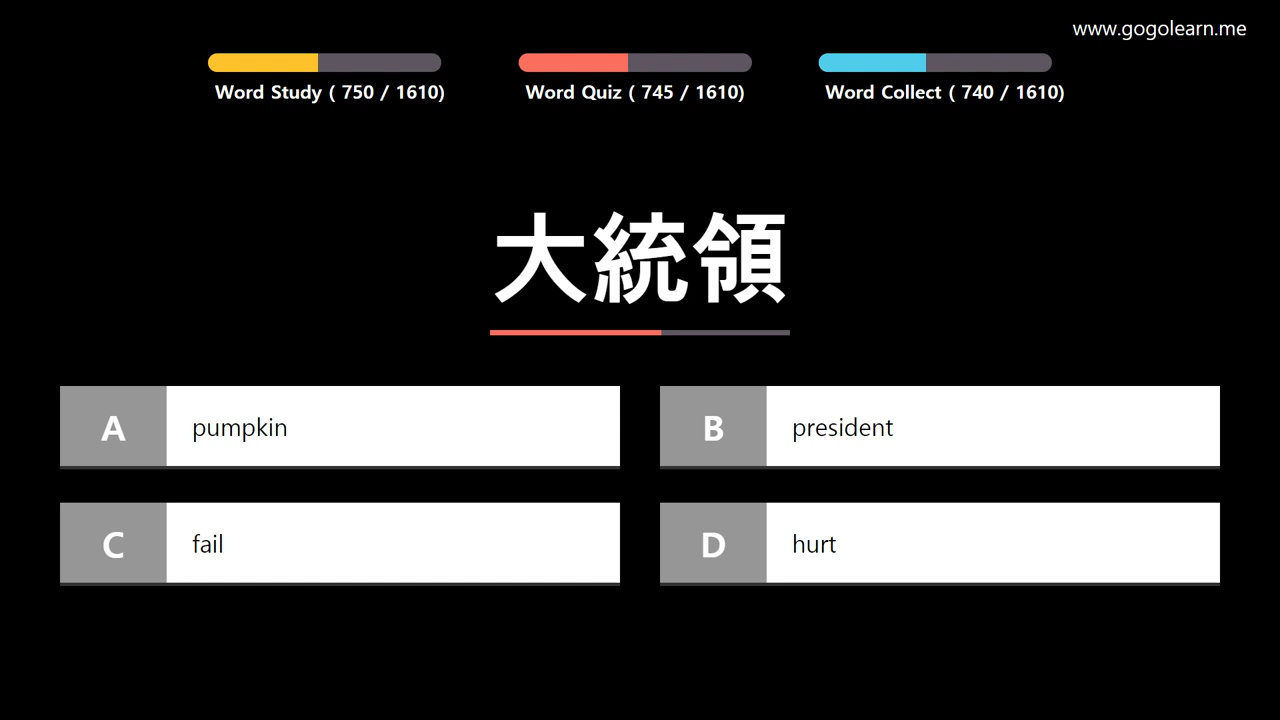 www.gogolearn.me
Word Study ( 750 / 1610)
Word Quiz ( 745 / 1610)
Word Collect ( 740 / 1610)
大統領
A pumpkin
B president
C fail
D hurt